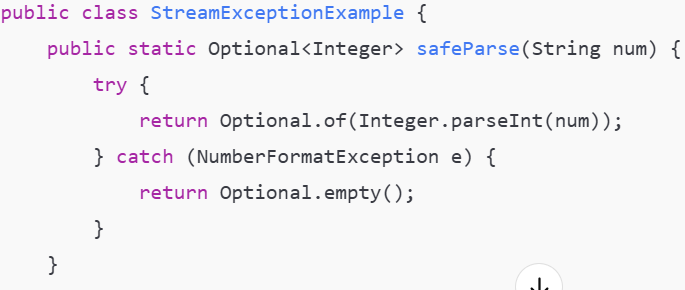 public class StreamExceptionExample {
    public static Optional<Integer> safeParse(String num) {
        try {
            return Optional.of(Integer.parseInt(num));
        } catch (NumberFormatException e) {
            return Optional.empty();
        }
    }